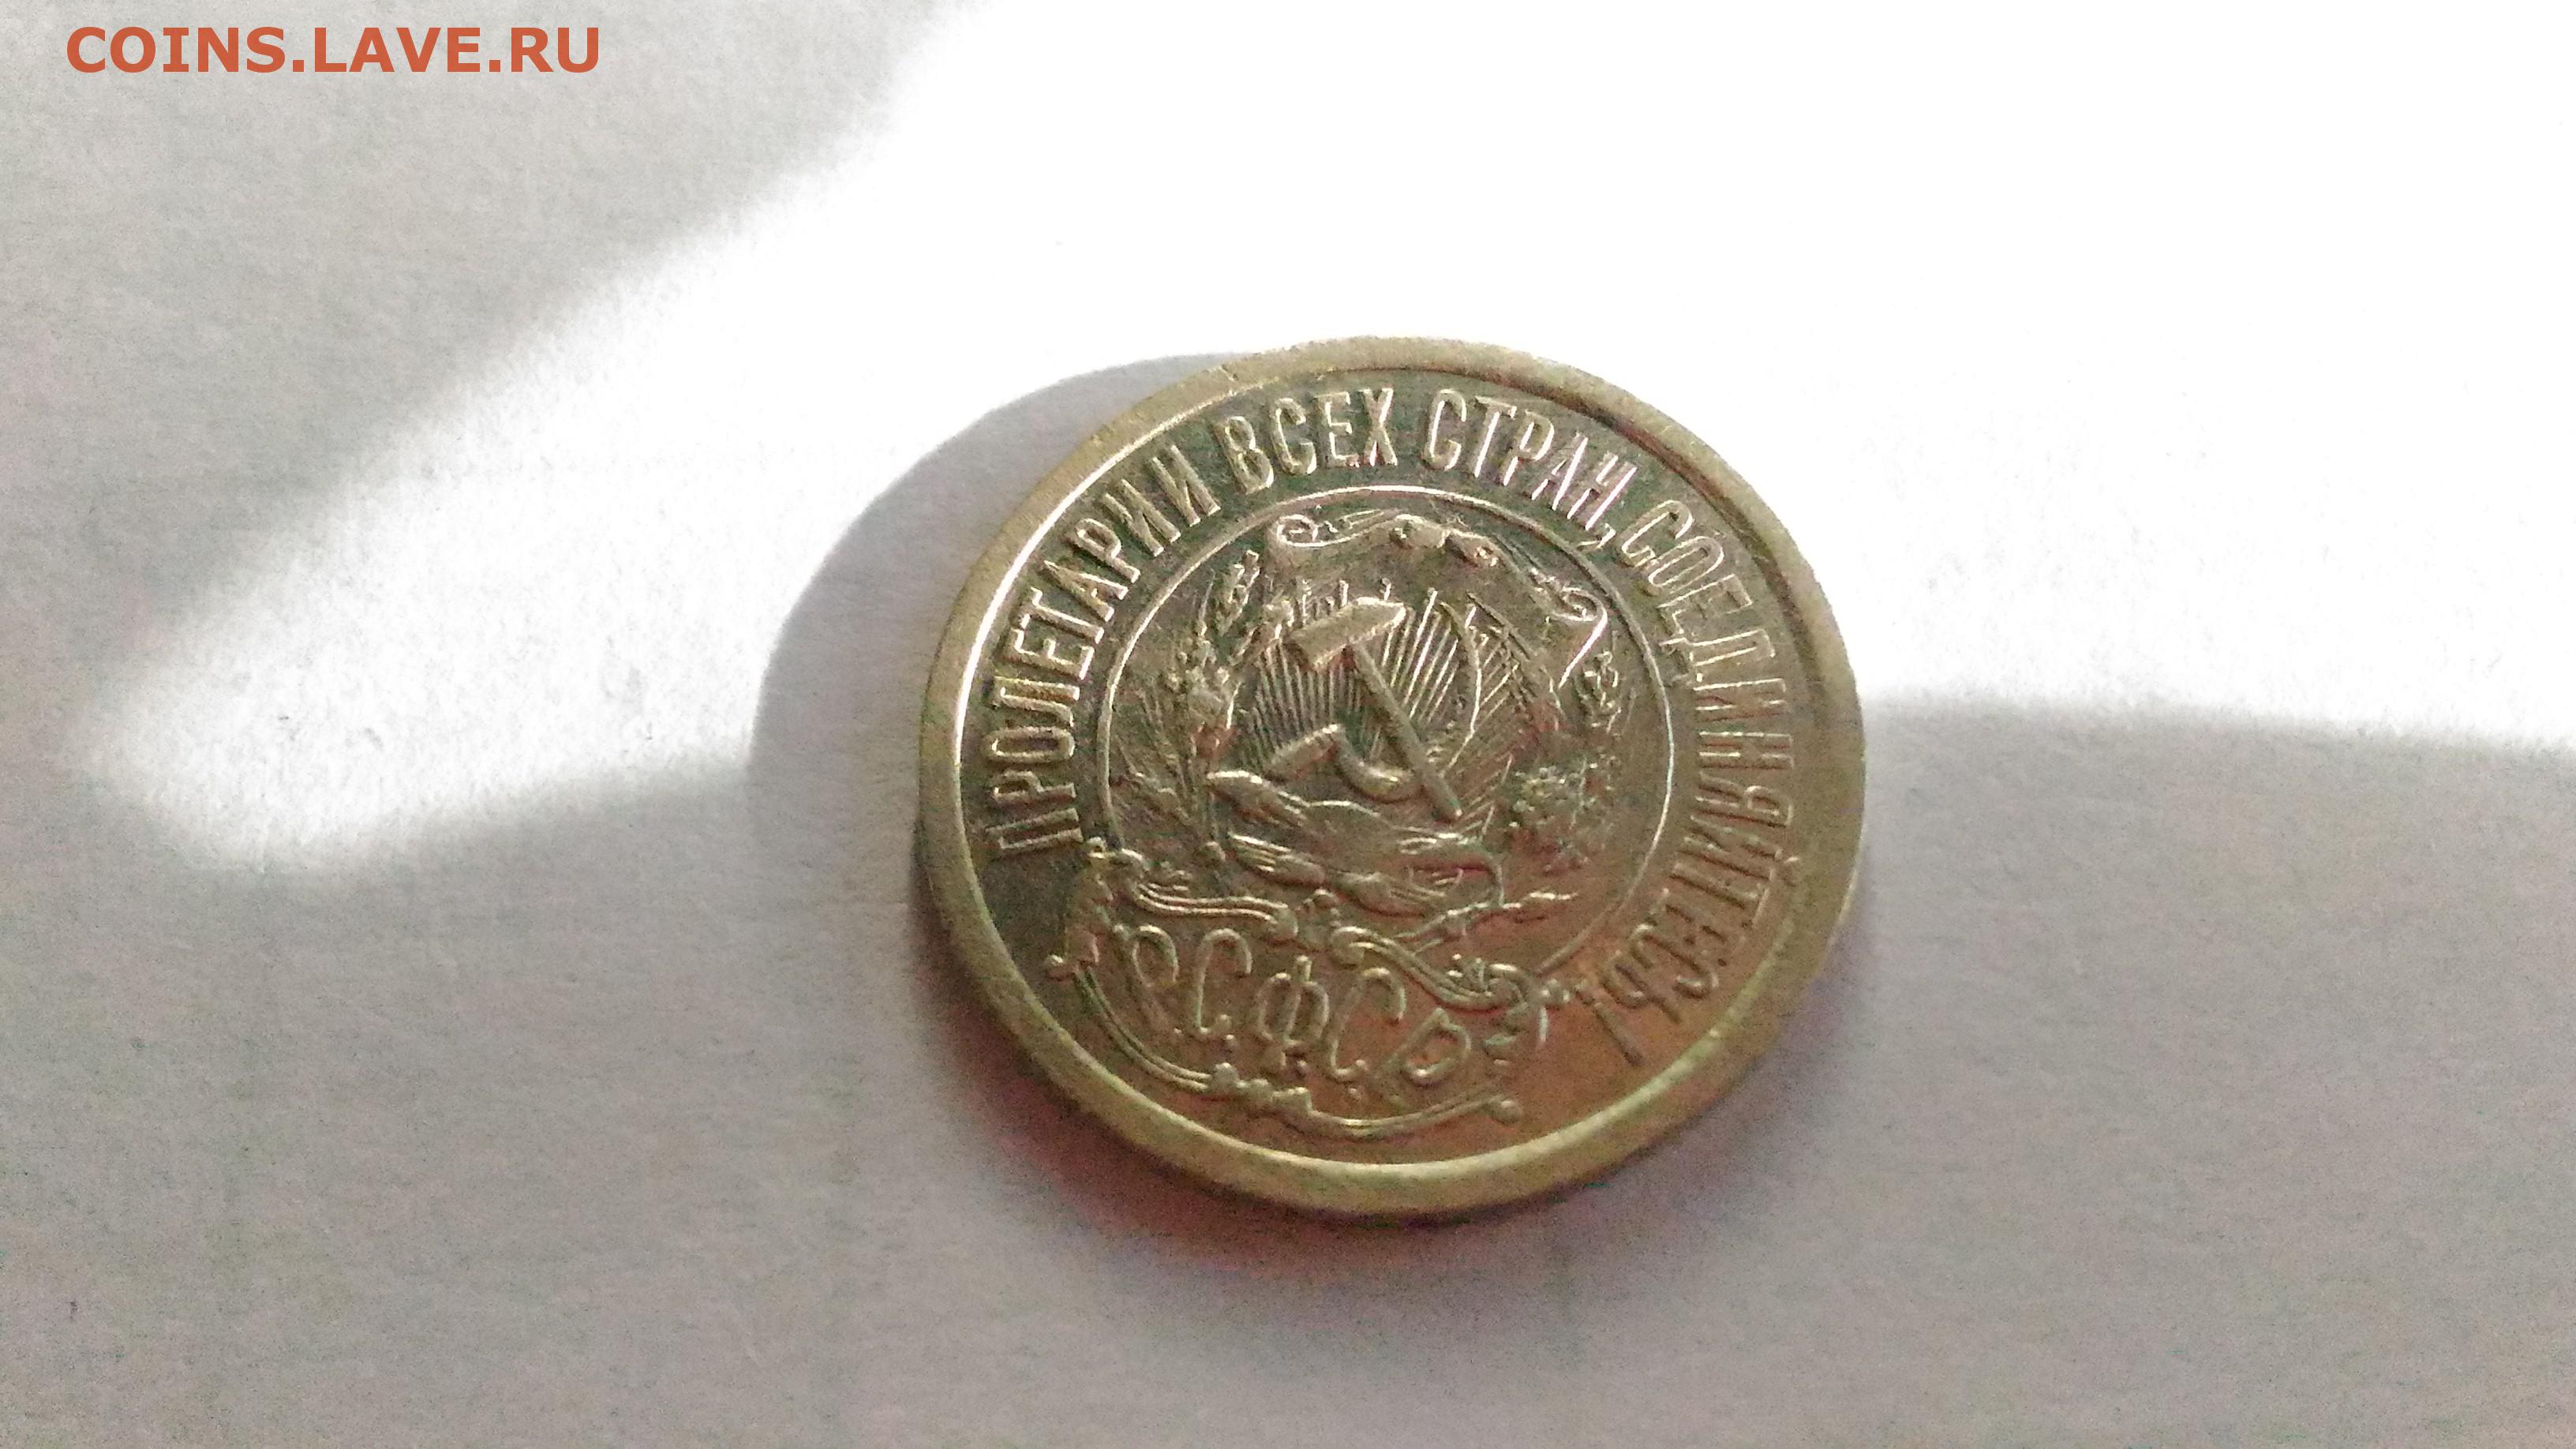 COINS.LAVE.RU
ПРОЛЕТАРИИ ВСЕХ СТРАН, СОЕДИНЯЙТЕСЬ!
Р.С.Ф.С.Р.